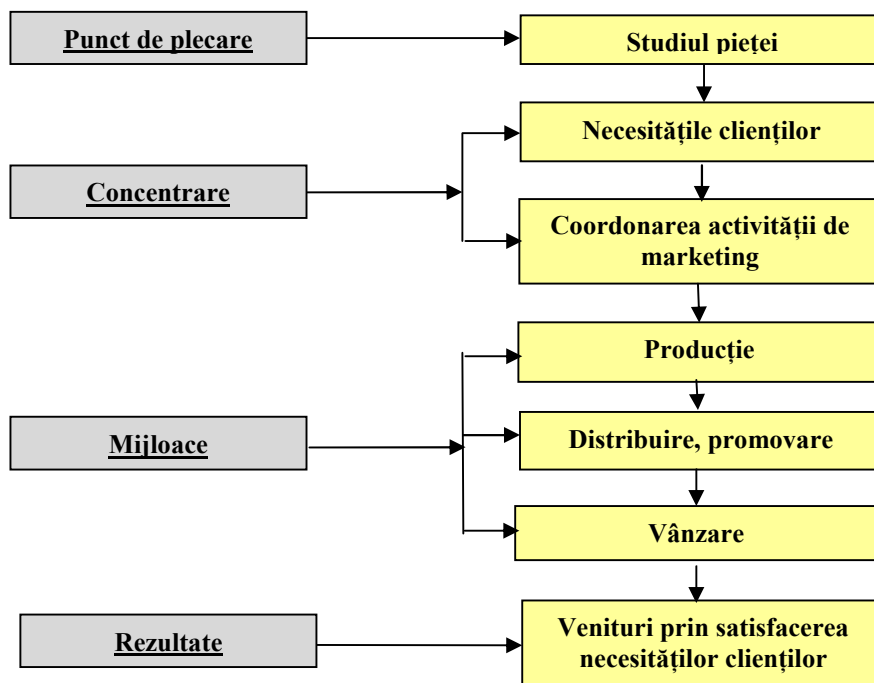 Punct de plecare
Studiul pieței
Necesitățile clienților
Concentrare
Coordonarea activității de
marketing
Producție
Mijloace
Distribuire, promovare
Vânzare
Rezultate
Venituri prin satisfacerea
necesităților clienților